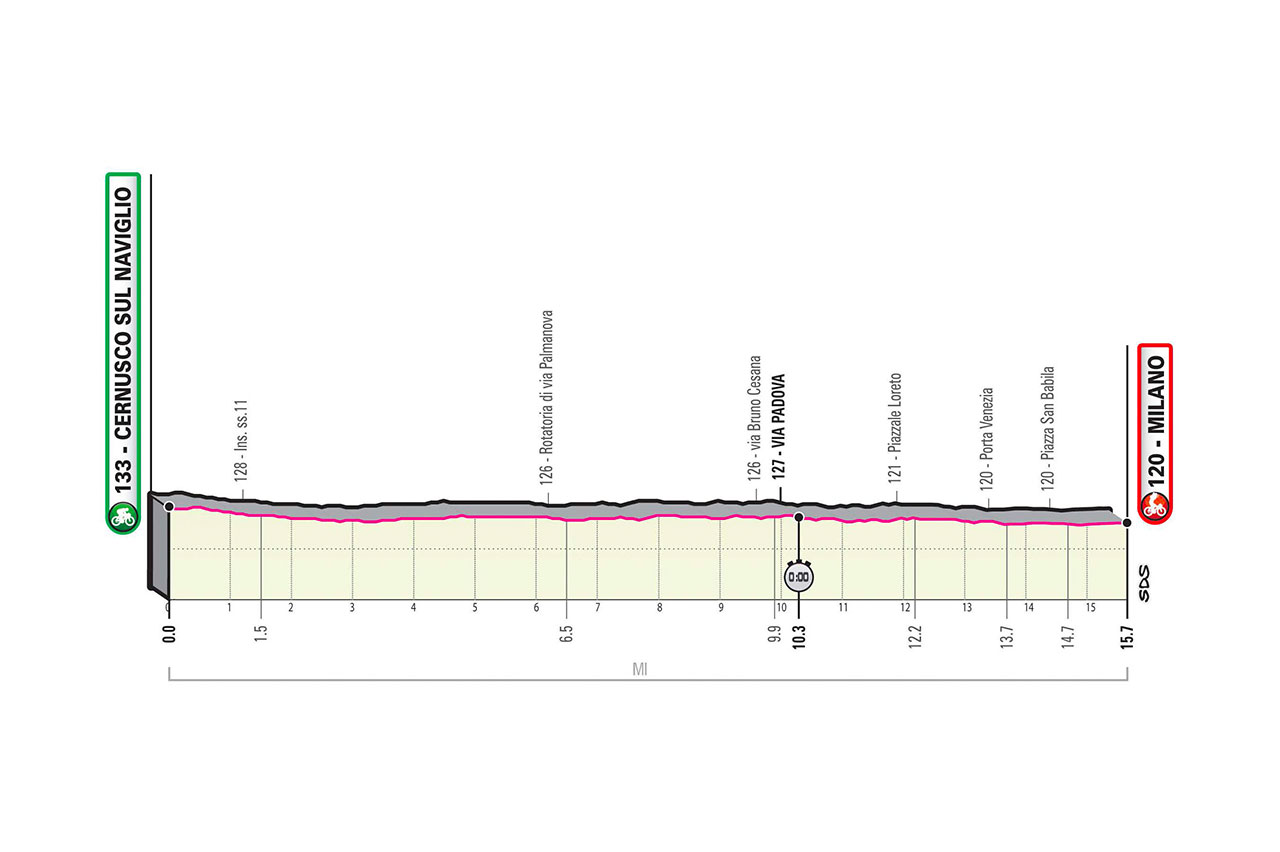 133 - CERNUSCO SUL NAVIGLIO
128 - Ins. ss.11
126 - Rotatoria di via Palmanova
126 - via Bruno Cesana
127 - VIA PADOVA
121 - Piazzale Loreto
120 - Porta Venezia
120 - Piazza San Babila
120 - MILANO
0:00
SDS
0 1 2 3 4 5 6 7 8 9 10 11 12 13 14 15
0.0 1.5 6.5 9.9 10.3 12.2 13.7 14.7 15.7
MI